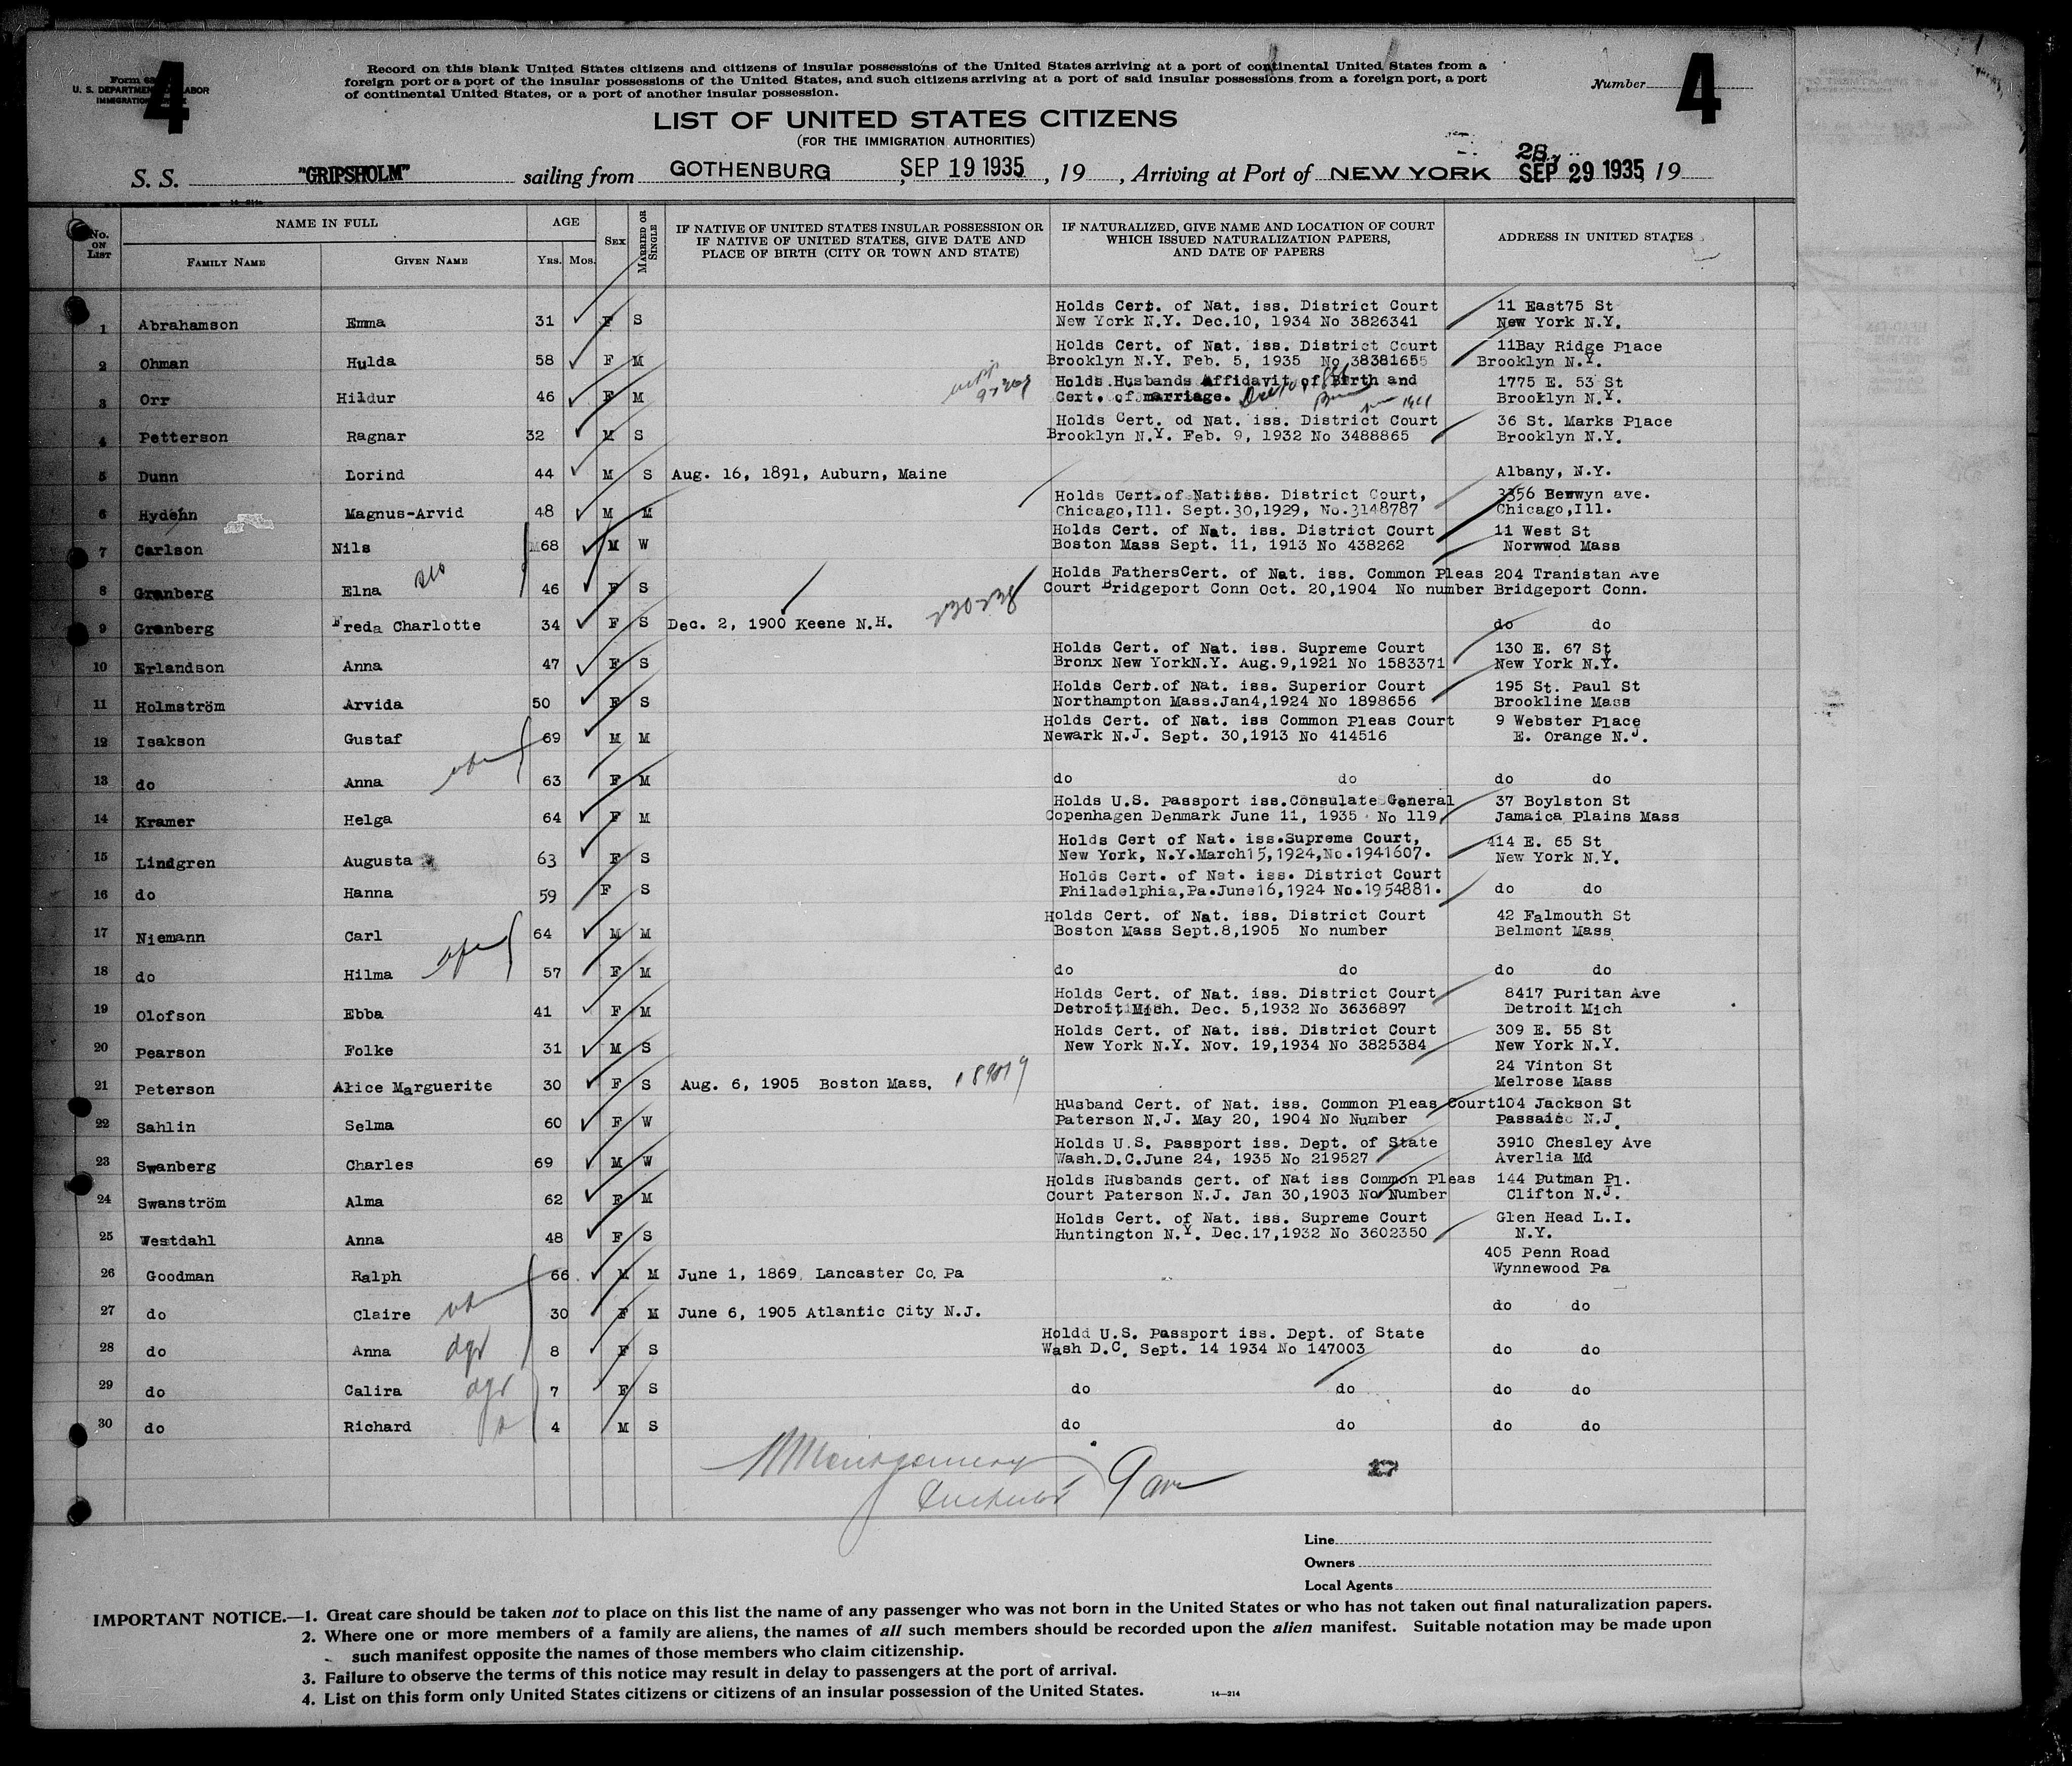 Form 68
U. S. DEPARTMENT LABOR
IMMIGRATION
4
Record on this blank United States citizens and citizens of insular possessions of the United States arriving at a port of continental United States from a
foreign port or a port of the insular possessions of the United States, and such citizens arriving at a port of said insular possessions from a foreign port, a port
of continental United States, or a port of another insular possession.
Number 4
LIST OF UNITED STATES CITIZENS
(FOR THE IMMIGRATION AUTHORITIES)
28
S. S. "GRIPSHOLM" sailing from GOTHENBURG, SEP 19 1935, 19 , Arriving at Port of NEW YORK SEP 29 1935, 19
No. ON LIST
NAME IN FULL
FAMILY NAME GIVEN NAME
AGE
YRS. MOS.
SEX
MARRIED OR SINGLE
IF NATIVE OF UNITED STATES INSULAR POSSESSION OR
IF NATIVE OF UNITED STATES, GIVE DATE AND
PLACE OF BIRTH (CITY OR TOWN AND STATE)
IF NATURALIZED, GIVE NAME AND LOCATION OF COURT
WHICH ISSUED NATURALIZATION PAPERS,
AND DATE OF PAPERS
ADDRESS IN UNITED STATES
Holds Cert. of Nat. iss. District Court 11 East75 St
1 Abrahamson Emma 31 F S New York N.Y. Dec.10, 1934 No 3826341 New York N.Y.
Holds Cert. of Nat. iss. District Court 11Bay Ridge Place
2 Ohman Hulda 58 F M Brooklyn N.Y. Feb. 5, 1935 No 38381655 Brooklyn N.Y.
Holds Husbands Affidavit of Birth and 1775 E. 53 St
3 Orr Hildur 46 F M Cert. of marriage. Brooklyn N.Y.
Holds Cert. od Nat. iss. District Court 36 St. Marks Place
4 Petterson Ragnar 32 M S Brooklyn N.Y. Feb. 9, 1932 No 3488865 Brooklyn N.Y.
5 Dunn Lorind 44 M S Aug. 16, 1891, Auburn, Maine Albany, N.Y.
Holds Cert.of Nat.iss. District Court, 3356 Berwyn ave.
6 Hydehn Magnus-Arvid 48 M M Chicago,Ill. Sept.30,1929, No.3148787 Chicago,Ill.
Holds Cert. of Nat. iss. District Court 11 West St
7 Carlson Nils 68 M W Boston Mass Sept. 11, 1913 No 438262 Norwwod Mass
Holds FathersCert. of Nat. iss. Common Pleas 204 Tranistan Ave
8 Granberg Elna 46 F S Court Bridgeport Conn Oct. 20,1904 No number Bridgeport Conn.
9 Granberg Freda Charlotte 34 F S Dec. 2, 1900 Keene N.H. 230-238 do do
Holds Cert. of Nat. iss. Supreme Court 130 E. 67 St
10 Erlandson Anna 47 F S Bronx New YorkN.Y. Aug.9,1921 No 1583371 New York N.Y.
Holds Cert.of Nat. iss. Superior Court 195 St. Paul St
11 Holmström Arvida 50 F S Northampton Mass.Jan4,1924 No 1898656 Brookline Mass
Holds Cert. of Nat. iss Common Pleas Court 9 Webster Place
12 Isakson Gustaf 69 M M Newark N.J. Sept. 30,1913 No 414516 E. Orange N.J.
13 do Anna 63 F M do do do do
Holds U.S. Passport iss.Consulate General 37 Boylston St
14 Kramer Helga 64 F M Copenhagen Denmark June 11, 1935 No 119 Jamaica Plains Mass
Holds Cert of Nat. iss.Supreme Court, 414 E. 65 St
15 Lindgren Augusta 63 F S New York, N.Y.March15,1924,No.1941607. New York N.Y.
Holds Cert. of Nat. iss. District Court
16 do Hanna 59 F S Philadelphia,Pa.June16,1924 No.1954881. do do
Holds Cert. of Nat. iss. District Court 42 Falmouth St
17 Niemann Carl 64 M M Boston Mass Sept.8,1905 No number Belmont Mass
18 do Hilma 57 F M do do do do
Holds Cert. of Nat. iss. District Court 8417 Puritan Ave
19 Olofson Ebba 41 F M Detroit,Mich. Dec. 5,1932 No 3636897 Detroit Mich
Holds Cert. of Nat. iss. District Court 309 E. 55 St
20 Pearson Folke 31 M S New York N.Y. Nov. 19,1934 No 3825384 New York N.Y.
24 Vinton St
21 Peterson Alice Marguerite 30 F S Aug. 6, 1905 Boston Mass. Melrose Mass
Husband Cert. of Nat. iss. Common Pleas Court 104 Jackson St
22 Sahlin Selma 60 F W Paterson N.J. May 20, 1904 No Number Passaic N.J.
Holds U.S. Passport iss. Dept. of State 3910 Chesley Ave
23 Swanberg Charles 69 M W Wash.D.C.June 24, 1935 No 219527 Averlia Md
Holds Husbands Cert. of Nat iss Common Pleas 144 Putman Pl.
24 Swanström Alma 62 F M Court Paterson N.J. Jan 30,1903 No Number Clifton N.J.
Holds Cert. of Nat. iss. Supreme Court Glen Head L.I.
25 Westdahl Anna 48 F S Huntington N.Y. Dec.17,1932 No 3602350 N.Y.
405 Penn Road
26 Goodman Ralph 66 M M June 1, 1869, Lancaster Co. Pa Wynnewood Pa
27 do Claire 30 F M June 6, 1905 Atlantic City N.J. do do
Holdd U.S. Passport iss. Dept. of State
28 do Anna dgr 8 F S Wash D.C. Sept. 14 1934 No 147003 do do
29 do Calira dgr 7 F S do do do do
30 do Richard 4 M S do do do do
Montgomery
Line
Owners
Local Agents
IMPORTANT NOTICE.—1. Great care should be taken not to place on this list the name of any passenger who was not born in the United States or who has not taken out final naturalization papers.
2. Where one or more members of a family are aliens, the names of all such members should be recorded upon the alien manifest. Suitable notation may be made upon
such manifest opposite the names of those members who claim citizenship.
3. Failure to observe the terms of this notice may result in delay to passengers at the port of arrival.
4. List on this form only United States citizens or citizens of an insular possession of the United States.
14—214